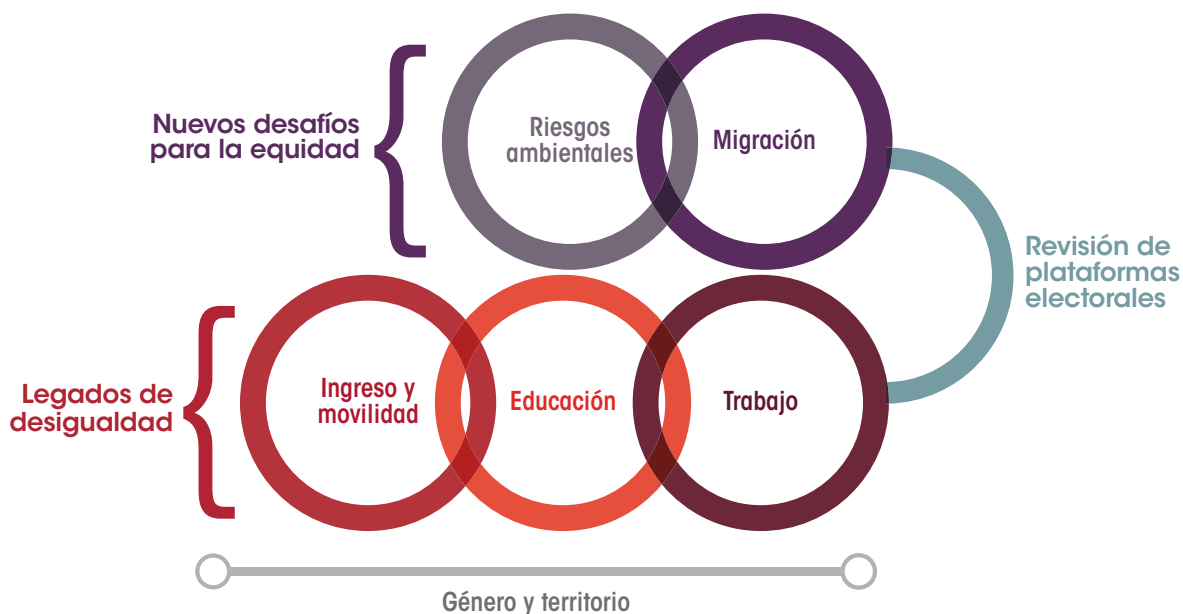 Nuevos desafíos
para la equidad
Riesgos
ambientales
Migración
Revisión de
plataformas
electorales
Legados de
desigualdad
Ingreso y
movilidad
Educación
Trabajo
Género y territorio